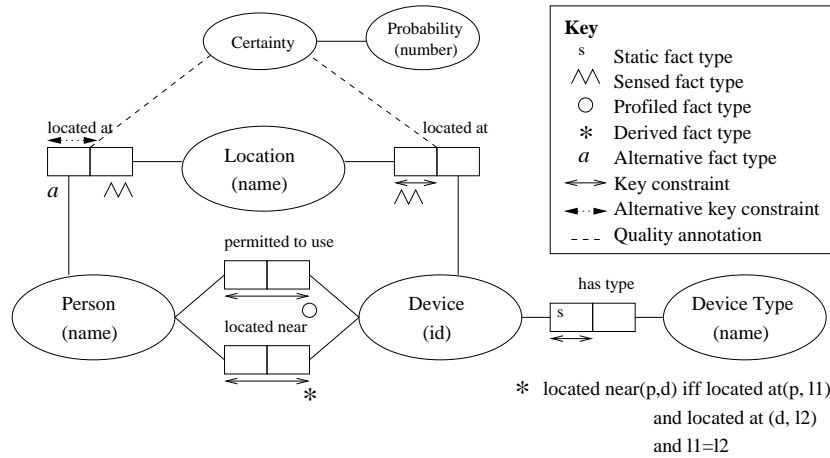 Certainty
Probability
(number)
located at
located at
Location
(name)
a
permitted to use
Person
(name)
located near
Device
(id)
has type
s
Device Type
(name)
*
* located near(p,d) iff located at(p, l1)
and located at (d, l2)
and l1=l2
Key
s Static fact type
Sensed fact type
Profiled fact type
* Derived fact type
a Alternative fact type
Key constraint
Alternative key constraint
Quality annotation